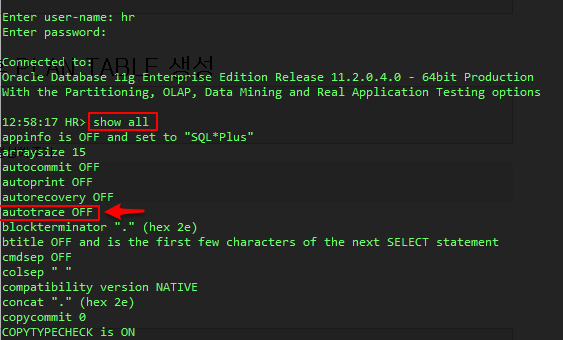 Enter user-name: hr
Enter password:
Connected to:
PLAN_TABLE 생성
Oracle Database 11g Enterprise Edition Release 11.2.0.4.0 - 64bit Production
With the Partitioning, OLAP, Data Mining and Real Application Testing options
12:58:17 HR> show all
appinfo is OFF and set to "SQL*Plus"
arraysize 15
autocommit OFF
autoprint OFF
autorecovery OFF
autotrace OFF
blockterminator "." (hex 2e)
btitle OFF and is the first few characters of the next SELECT statement
cmdsep OFF
colsep " "
compatibility version NATIVE
concat "." (hex 2e)
copycommit 0
COPYTYPECHECK is ON